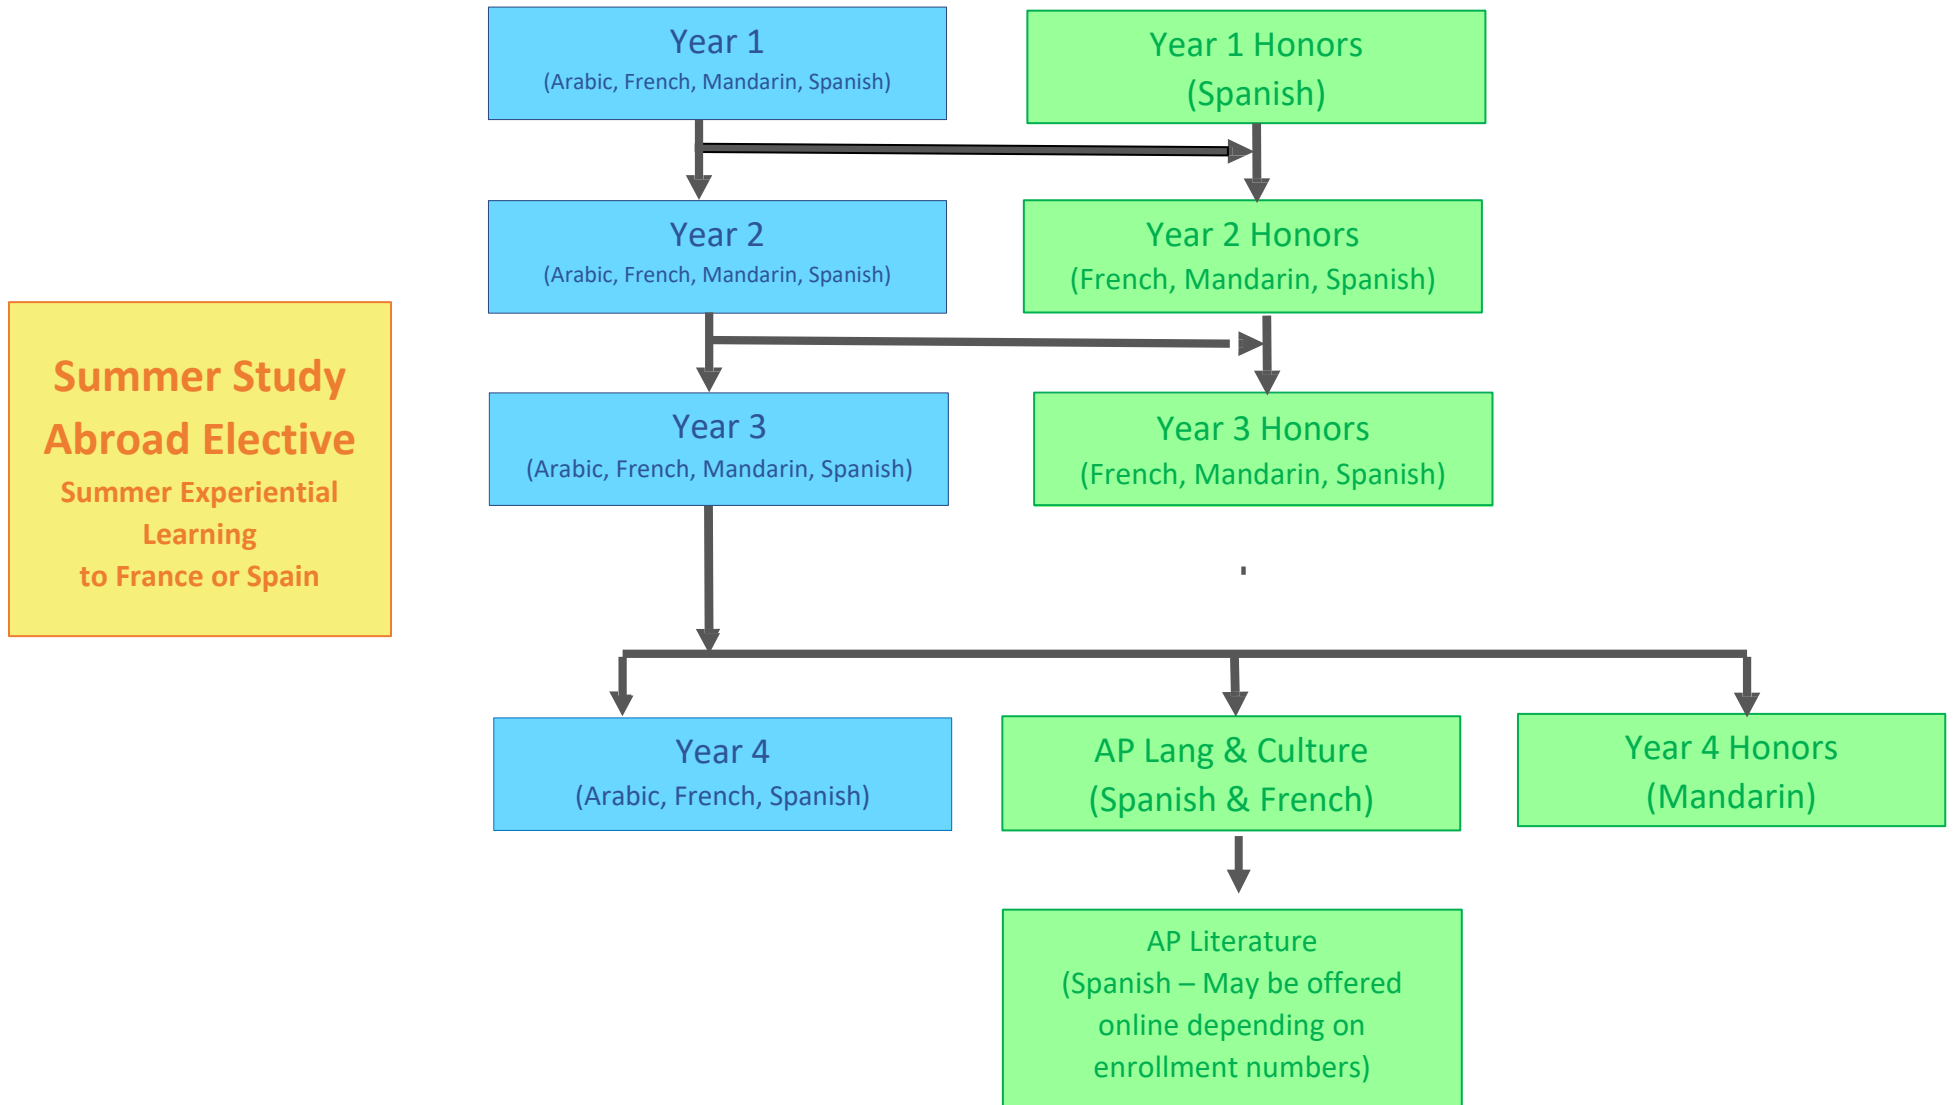 Year 1
(Arabic, French, Mandarin, Spanish)
Year 1 Honors
(Spanish)
Year 2
(Arabic, French, Mandarin, Spanish)
Year 2 Honors
(French, Mandarin, Spanish)
Summer Study
Abroad Elective
Summer Experiential
Learning
to France or Spain
Year 3
(Arabic, French, Mandarin, Spanish)
Year 3 Honors
(French, Mandarin, Spanish)
Year 4
(Arabic, French, Spanish)
AP Lang & Culture
(Spanish & French)
Year 4 Honors
(Mandarin)
AP Literature
(Spanish – May be offered
online depending on
enrollment numbers)